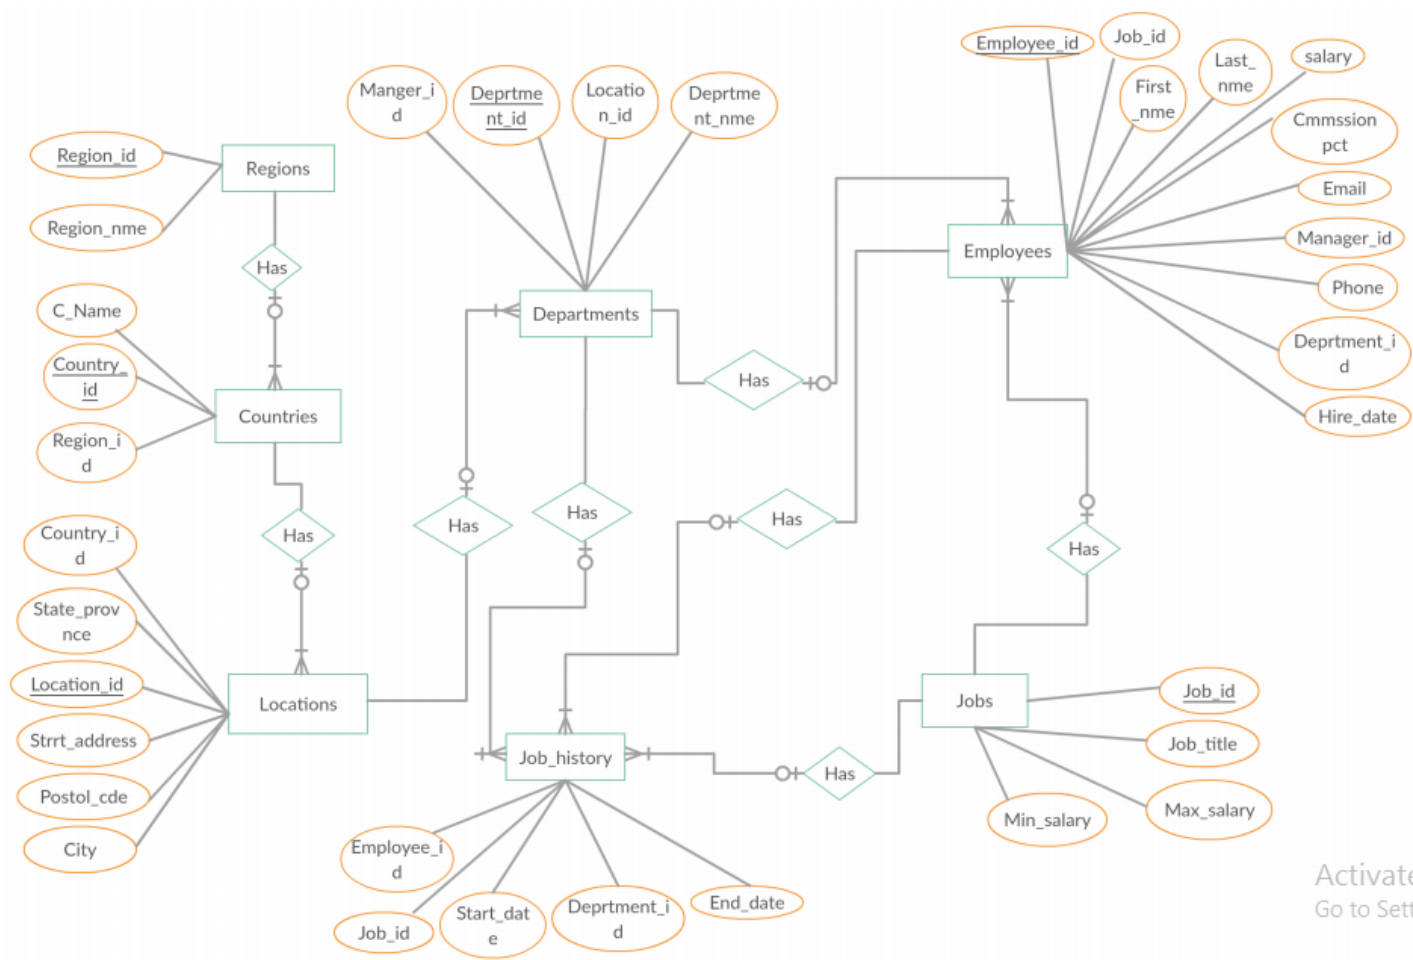 Employee_id
Job_id
First
_nme
Last_
nme
salary
Cmmssion
pct
Email
Manager_id
Phone
Deprtment_i
d
Hire_date
Employees
Manger_i
d
Deprtme
nt_id
Locatio
n_id
Deprtme
nt_nme
Departments
Region_id
Region_nme
Regions
Has
C_Name
Country_
id
Region_i
d
Countries
Has
Has
Has
Has
Has
Has
Country_i
d
State_prov
nce
Location_id
Strrt_address
Postol_cde
City
Locations
Job_history
Has
Jobs
Job_id
Job_title
Max_salary
Min_salary
Employee_i
d
Job_id
Start_dat
e
Deprtment_i
d
End_date
Activate
Go to Sett